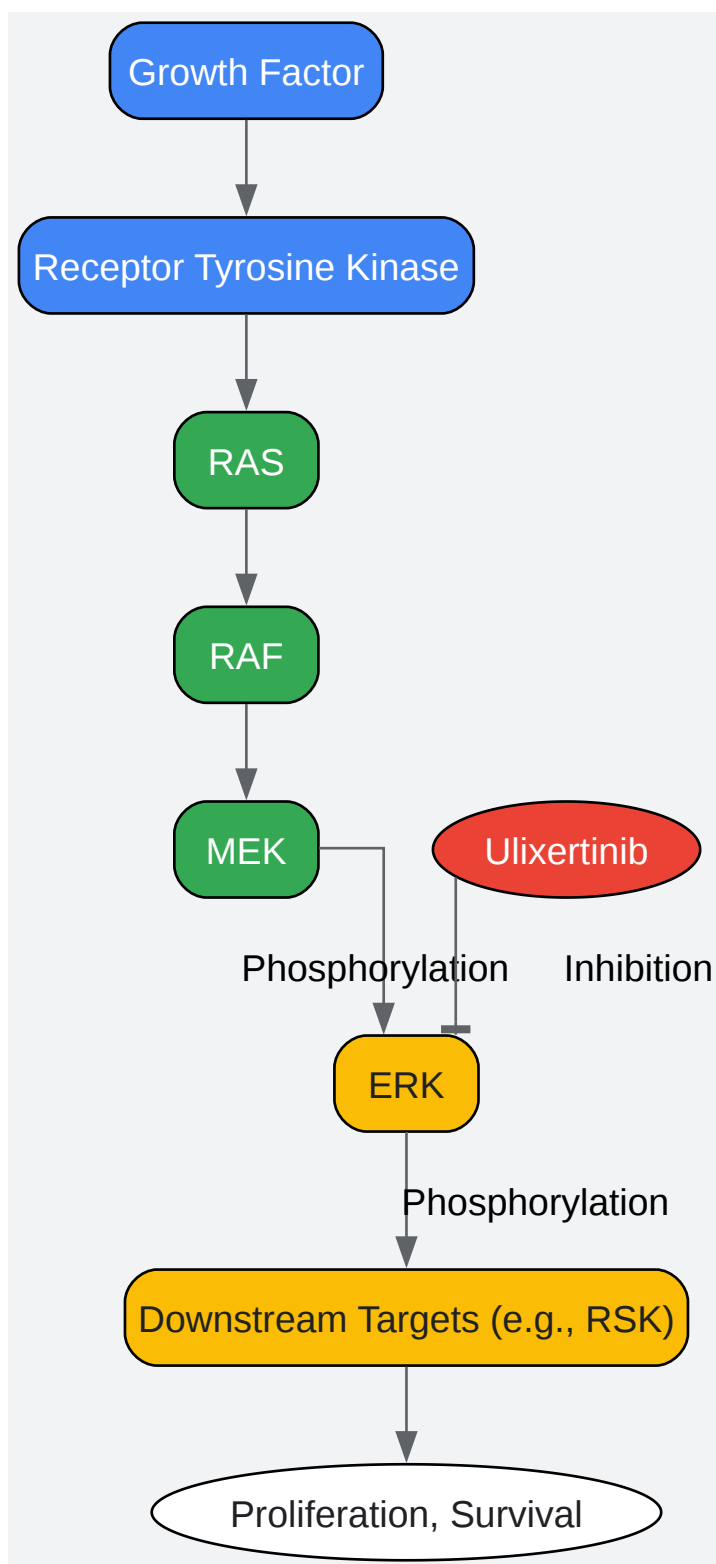 Growth Factor
Receptor Tyrosine Kinase
RAS
RAF
MEK
Ulixertinib
Phosphorylation
Inhibition
ERK
Phosphorylation
Downstream Targets (e.g., RSK)
Proliferation, Survival